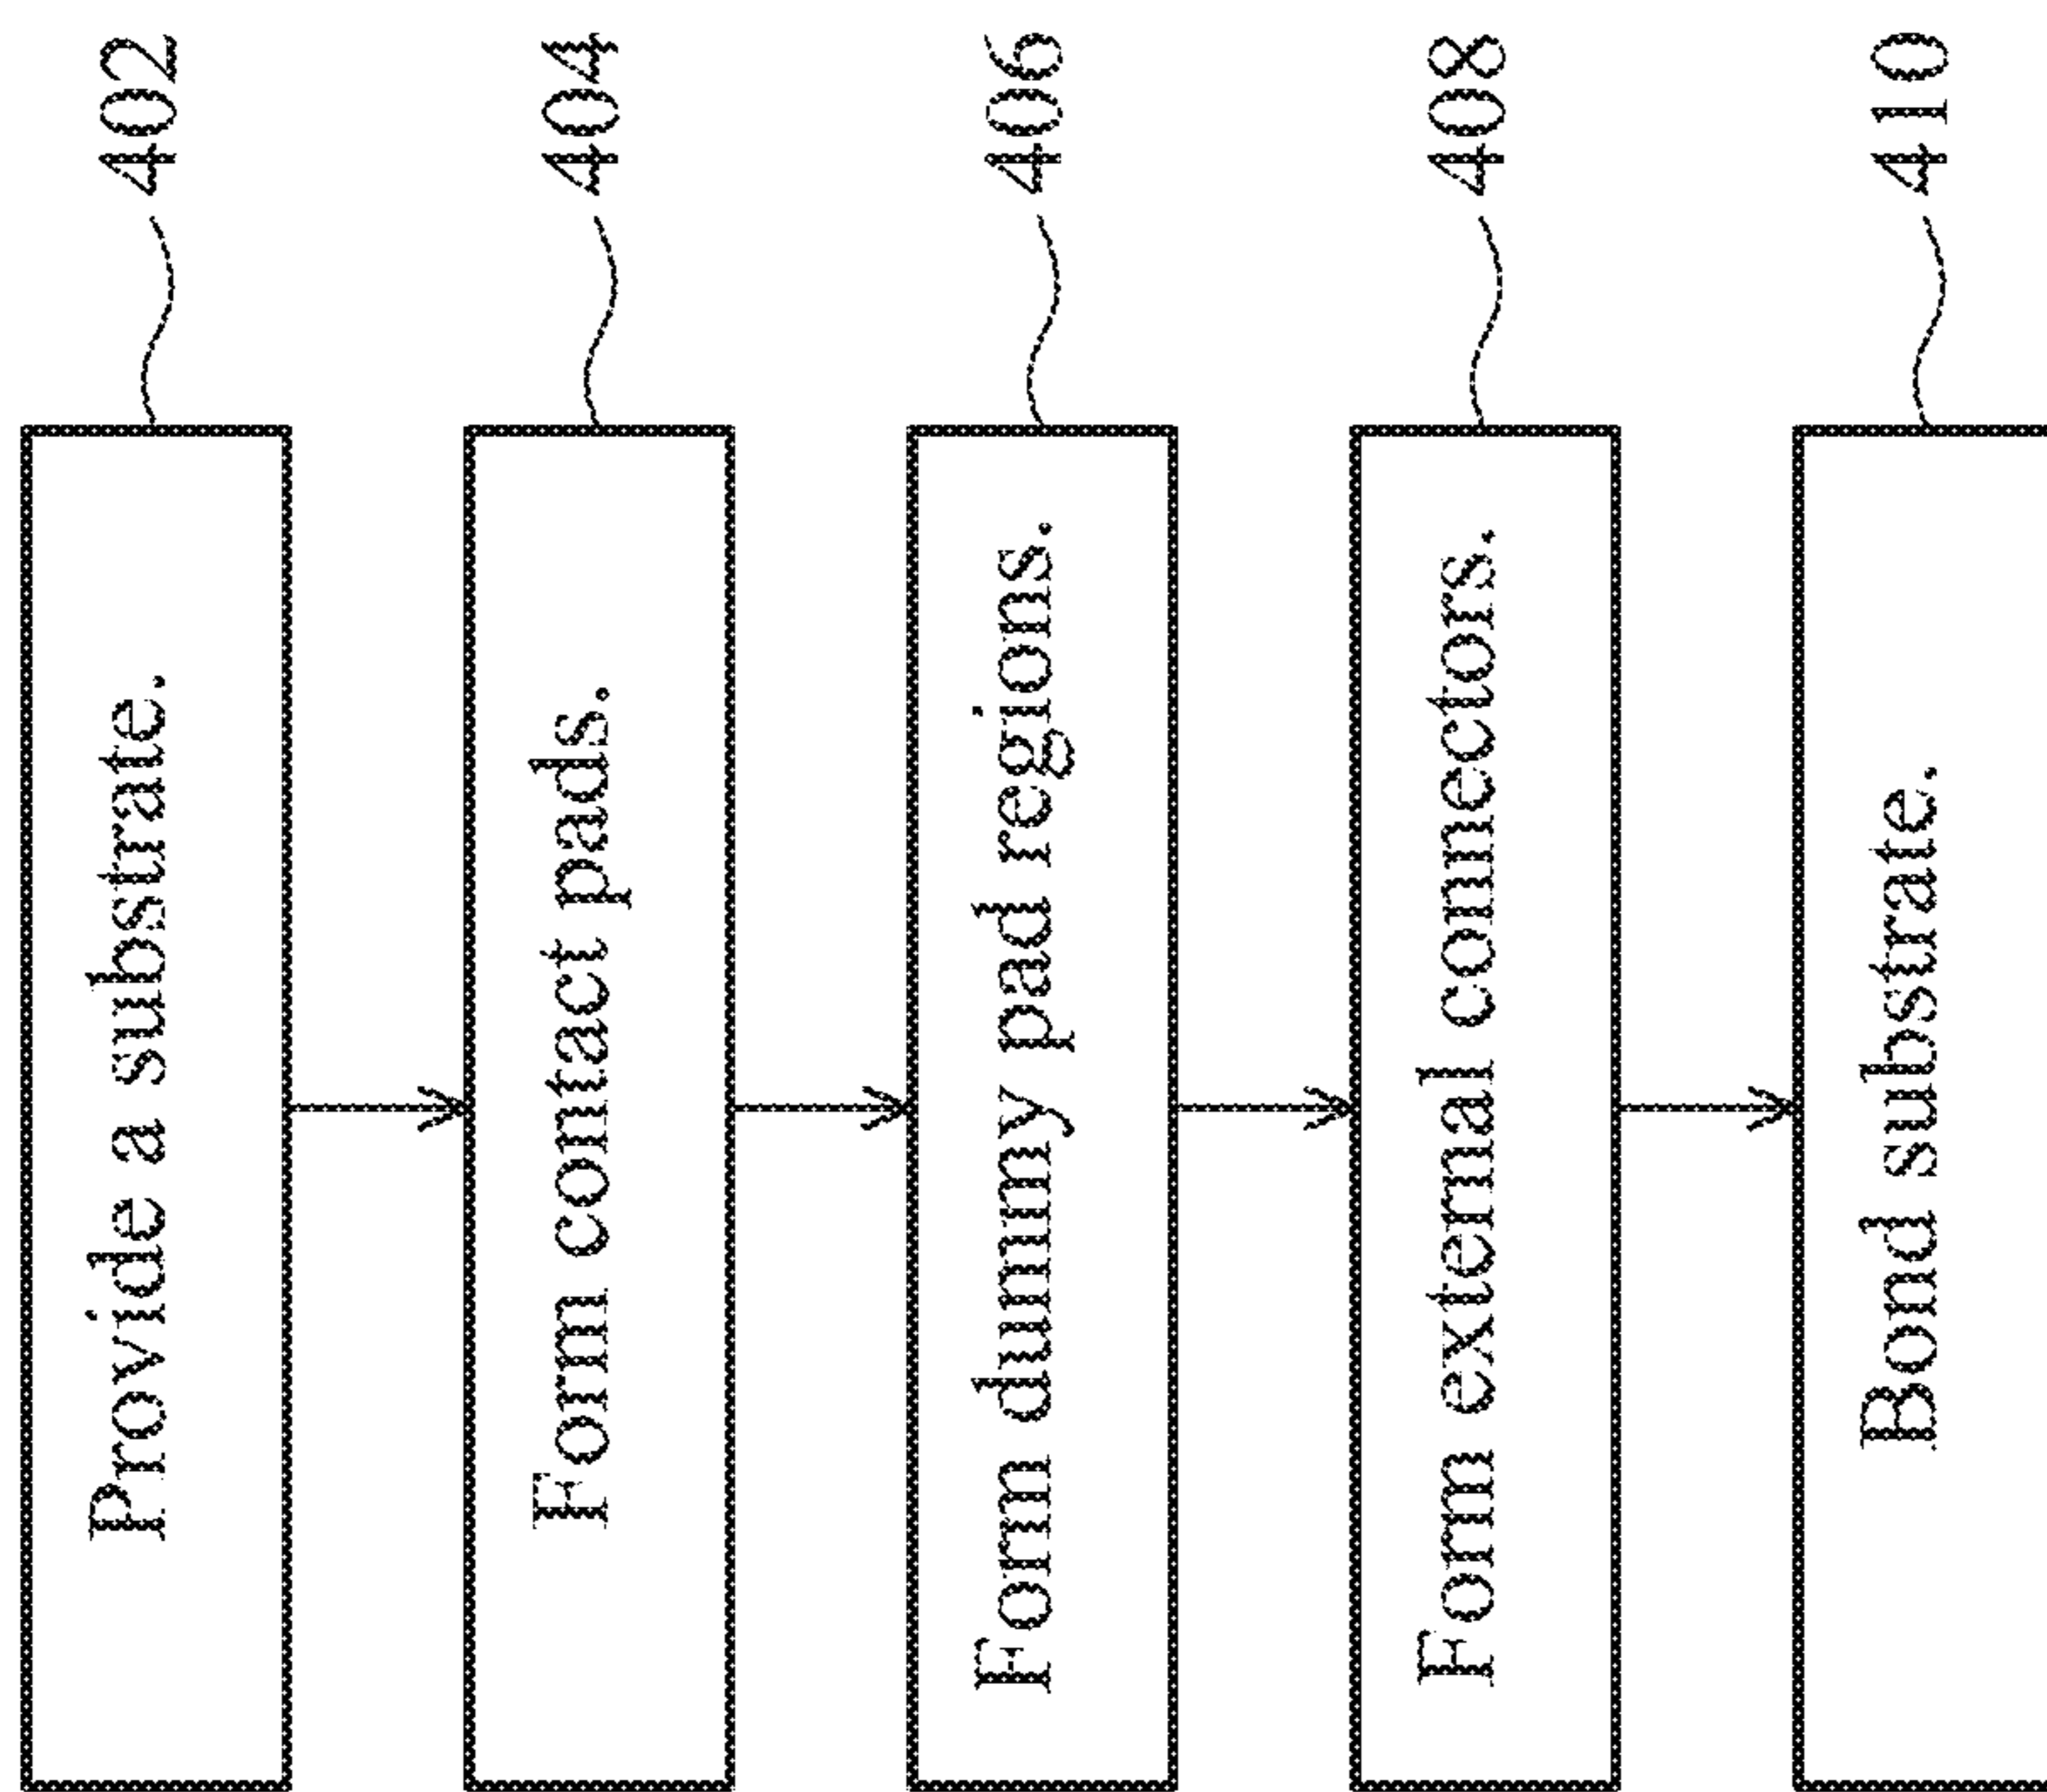 Provide a substrate.
402
Form contact pads.
404
Form dummy pad regions.
406
Form external connectors.
408
Bond substrate.
410